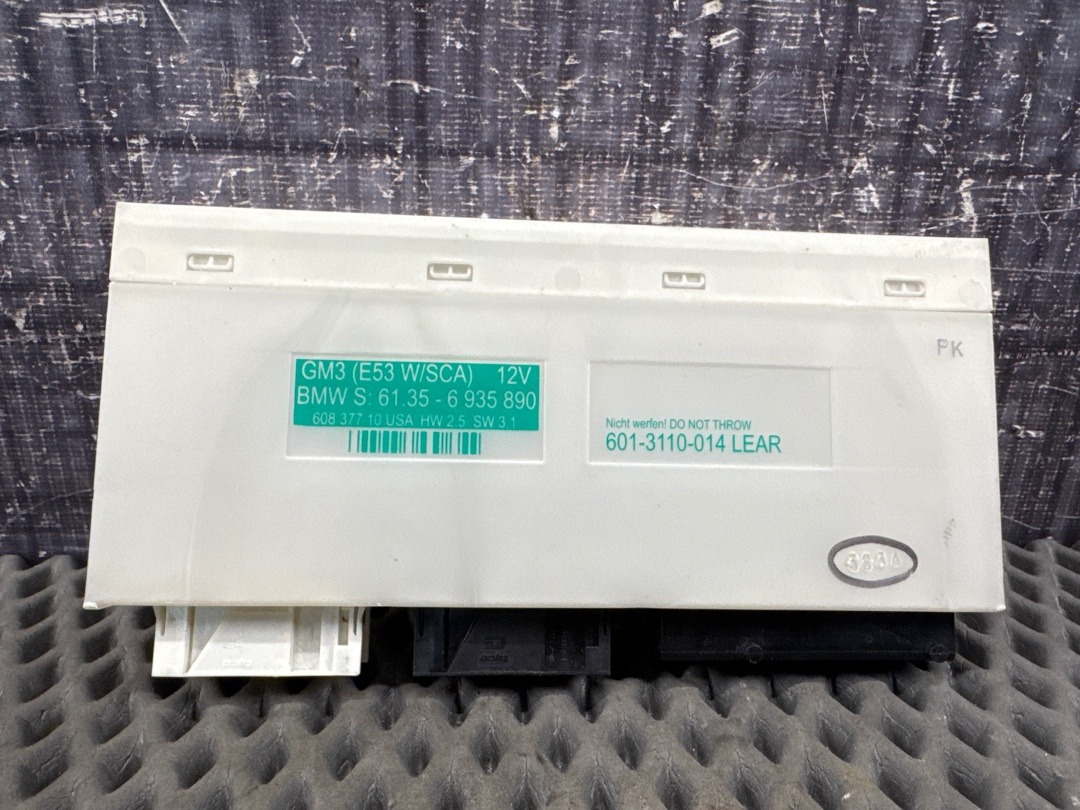 PK
GM3 (E53 W/SCA) 12V
BMW S: 61.35 - 6 935 890
608 377 10 USA HW 2.5 SW 3.1
Nicht werfen! DO NOT THROW
601-3110-014 LEAR